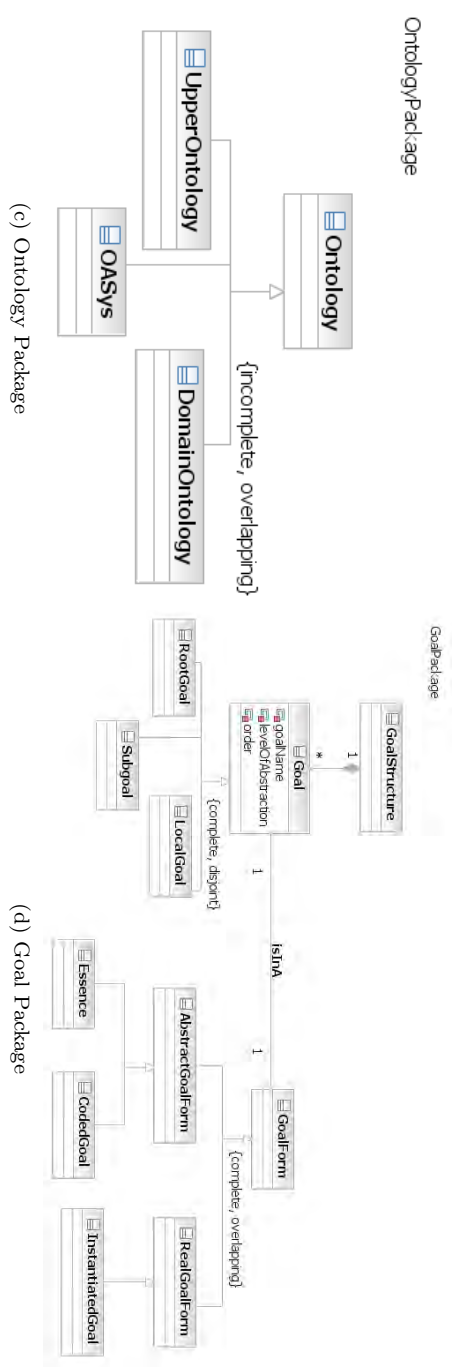 OntologyPackage
Ontology
{incomplete, overlapping}
UpperOntology
OASys
DomainOntology
(c) Ontology Package
GoalPackage
GoalStructure
1
*
Goal
goalName
levelOfAbstraction
order
1
isInA
1
GoalForm
{complete, disjoint}
{complete, overlapping}
RootGoal
Subgoal
LocalGoal
AbstractGoalForm
RealGoalForm
Essence
CodedGoal
InstantiatedGoal
(d) Goal Package